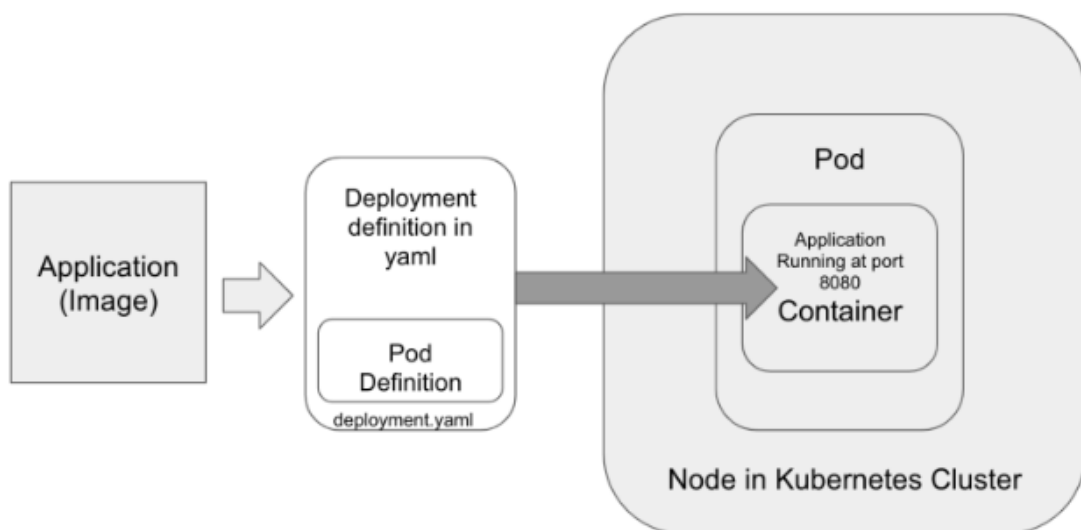 Application
(Image)
Deployment
definition in
yaml
Pod
Definition
deployment.yaml
Pod
Application
Running at port
8080
Container
Node in Kubernetes Cluster